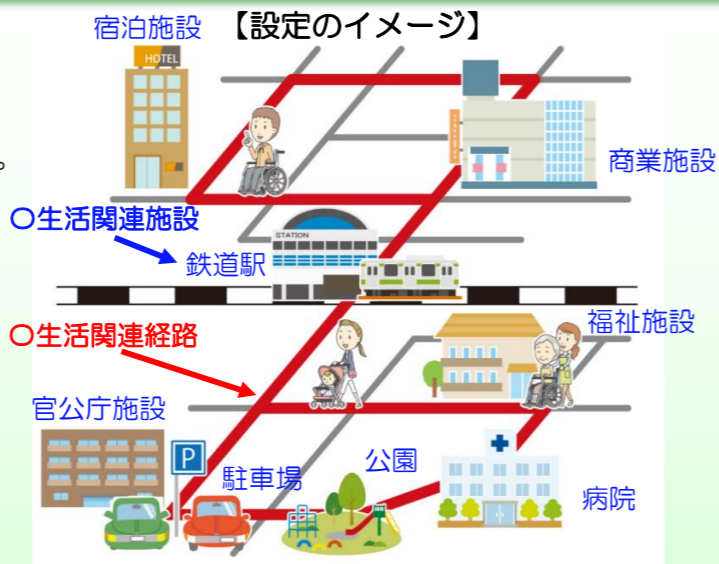 宿泊施設 【設定のイメージ】
HOTEL
。
商業施設
〇生活関連施設
STATION
鉄道駅
福祉施設
〇生活関連経路
官公庁施設
P
駐車場
公園
病院